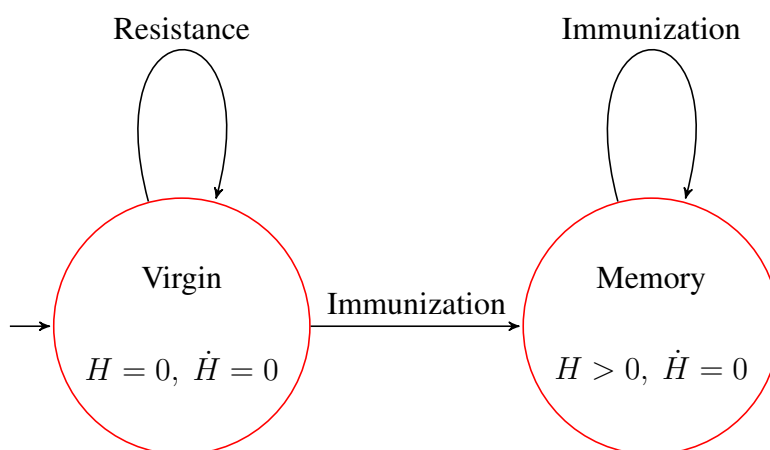 Resistance
Immunization
Virgin
Immunization
Memory
H = 0, Ḣ = 0
H > 0, Ḣ = 0